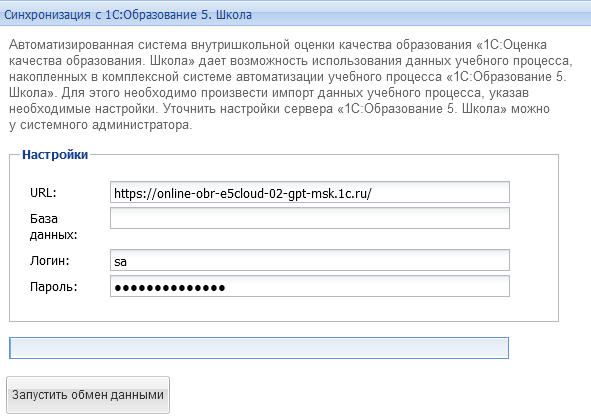 Синхронизация с 1С:Образование 5. Школа
Автоматизированная система внутришкольной оценки качества образования «1С:Оценка
качества образования. Школа» дает возможность использования данных учебного процесса,
накопленных в комплексной системе автоматизации учебного процесса «1С:Образование 5.
Школа». Для этого необходимо произвести импорт данных учебного процесса, указав
необходимые настройки. Уточнить настройки сервера «1С:Образование 5. Школа» можно
у системного администратора.
Настройки
URL: https://online-obr-e5cloud-02-gpt-msk.1c.ru/
База
данных:
Логин: sa
Пароль: ●●●●●●●●●●●●●●
Запустить обмен данными